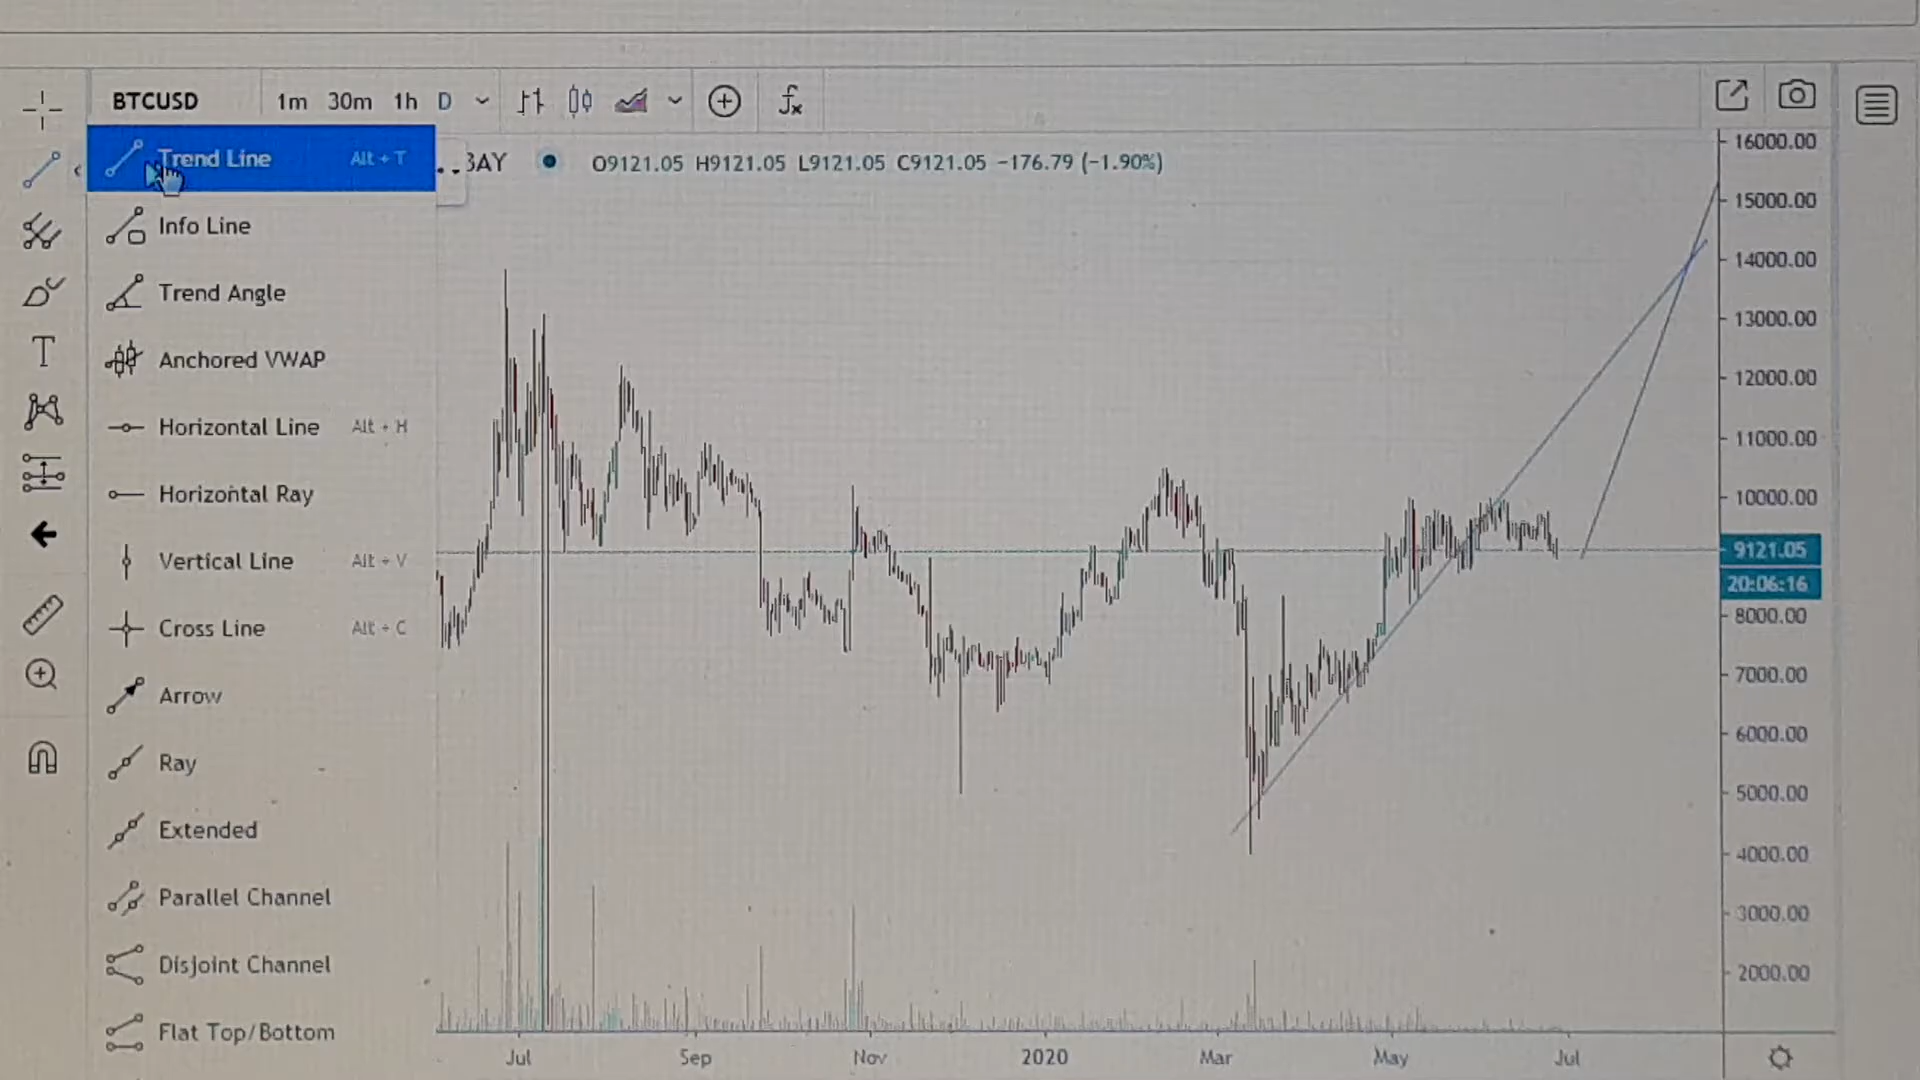 BTCUSD 1m 30m 1h D
Trend Line Alt + T
O9121.05 H9121.05 L9121.05 C9121.05 −176.79 (−1.90%)
Info Line
Trend Angle
Anchored VWAP
Horizontal Line Alt + H
Horizontal Ray
Vertical Line Alt + V
Cross Line Alt + C
Arrow
Ray
Extended
Parallel Channel
Disjoint Channel
Flat Top/Bottom
16000.00
15000.00
14000.00
13000.00
12000.00
11000.00
10000.00
9121.05
20:06:16
8000.00
7000.00
6000.00
5000.00
4000.00
3000.00
2000.00
Jul Sep Nov 2020 Mar May Jul